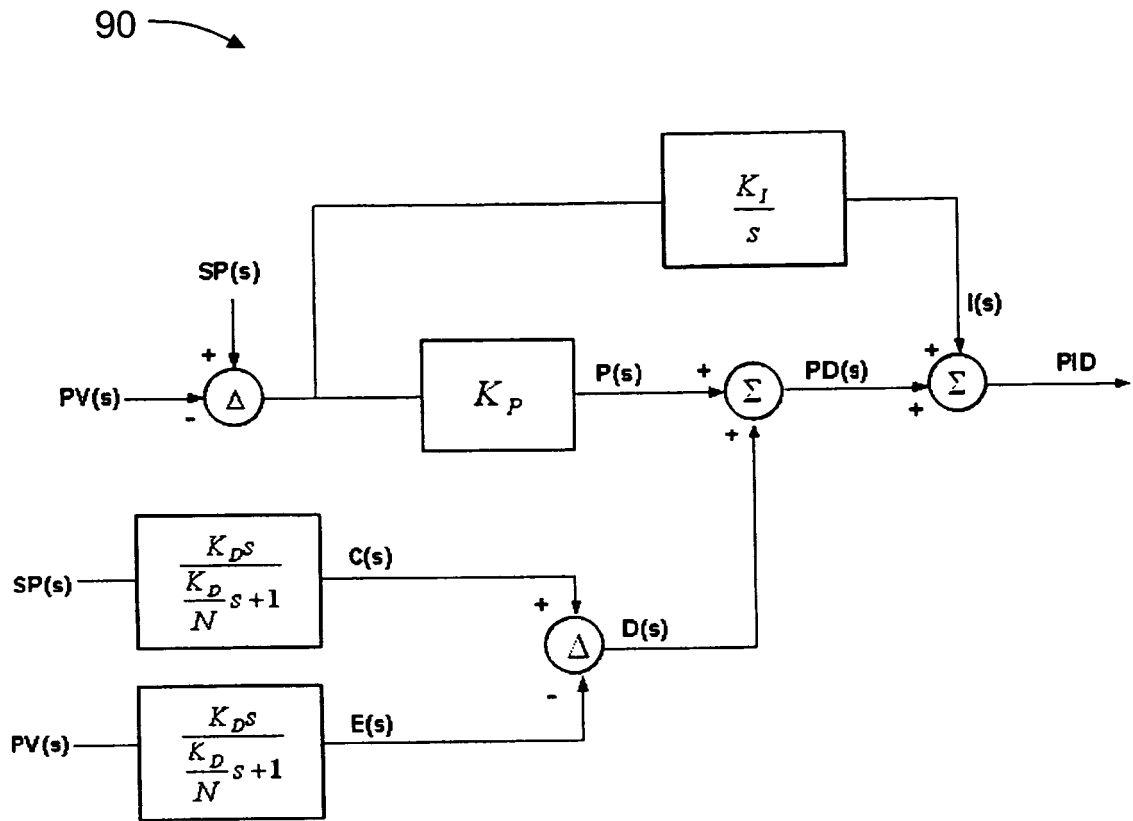 90
K_I
s
SP(s)
I(s)
+
+
PV(s)
Δ
-
K_P
P(s)
+
Σ
+
PD(s)
Σ
+
PID
SP(s)
K_D s
K_D
N
s+1
C(s)
+
Δ
D(s)
-
PV(s)
K_D s
K_D
N
s+1
E(s)